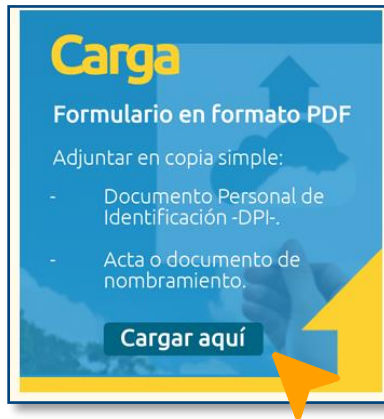 Carga
Formulario en formato PDF
Adjuntar en copia simple:
- Documento Personal de
Identificación -DPI-.
- Acta o documento de
nombramiento.
Cargar aquí